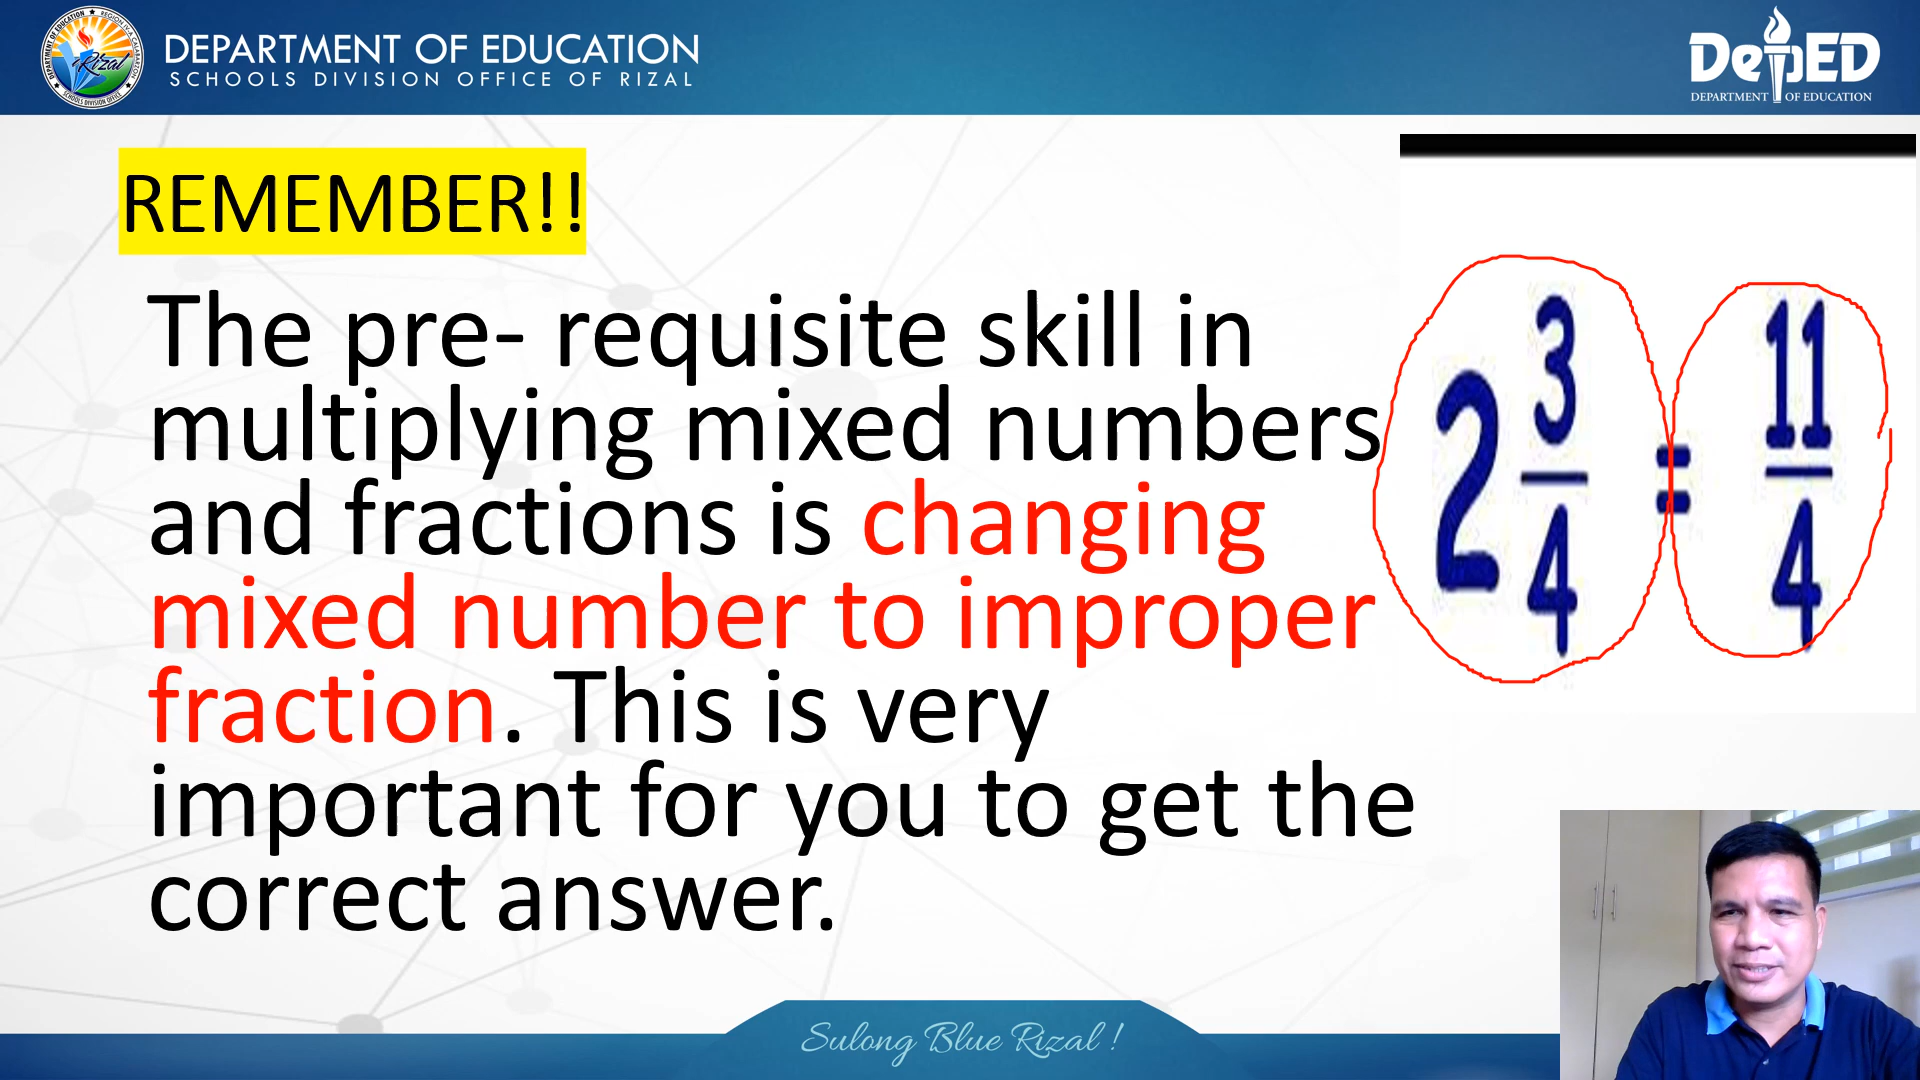 DEPARTMENT OF EDUCATION
SCHOOLS DIVISION OFFICE OF RIZAL
DepED
DEPARTMENT OF EDUCATION
REMEMBER!!
The pre- requisite skill in
multiplying mixed numbers
and fractions is changing
mixed number to improper
fraction. This is very
important for you to get the
correct answer.
2 3/4 = 11/4
Sulong Blue Rizal !